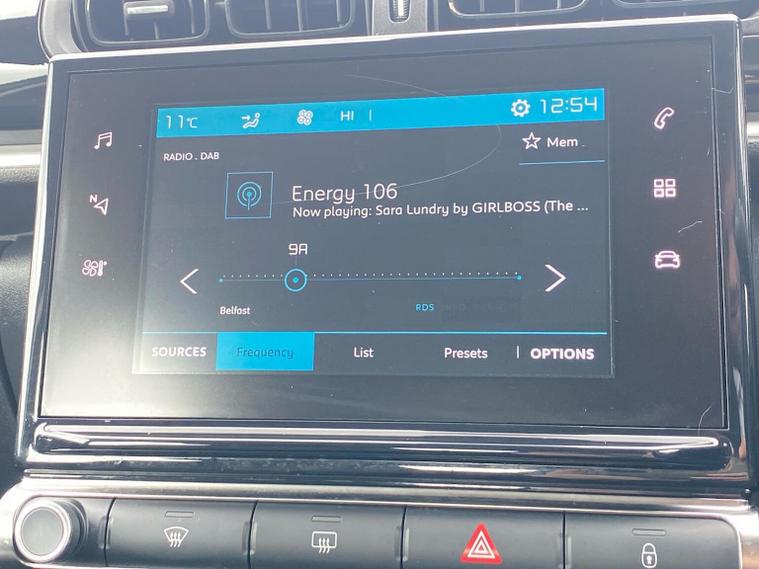 11°C HI 12:54
Mem
RADIO . DAB
Energy 106
Now playing: Sara Lundry by GIRLBOSS (The ...
9A
Belfast RDS
SOURCES Frequency List Presets OPTIONS
N